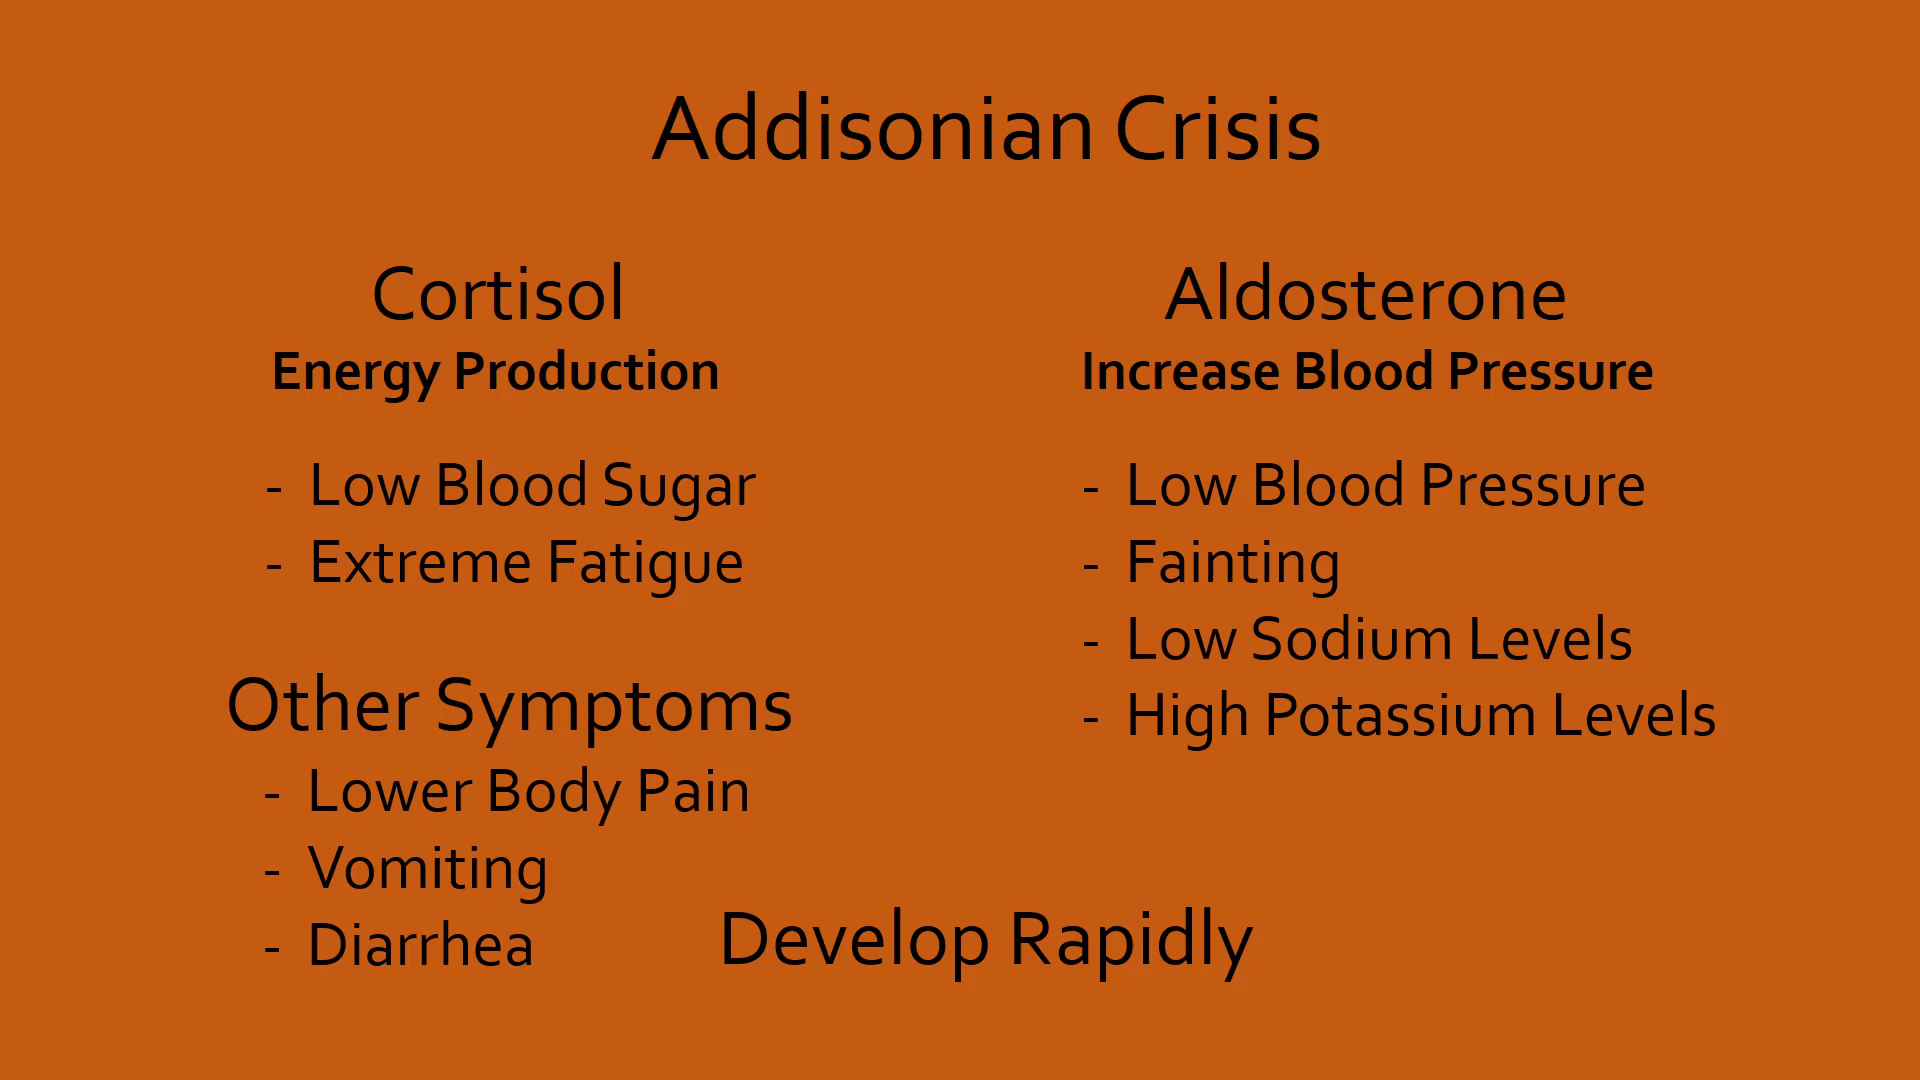 Addisonian Crisis
Cortisol
Energy Production
- Low Blood Sugar
- Extreme Fatigue
Other Symptoms
- Lower Body Pain
- Vomiting
- Diarrhea
Aldosterone
Increase Blood Pressure
- Low Blood Pressure
- Fainting
- Low Sodium Levels
- High Potassium Levels
Develop Rapidly